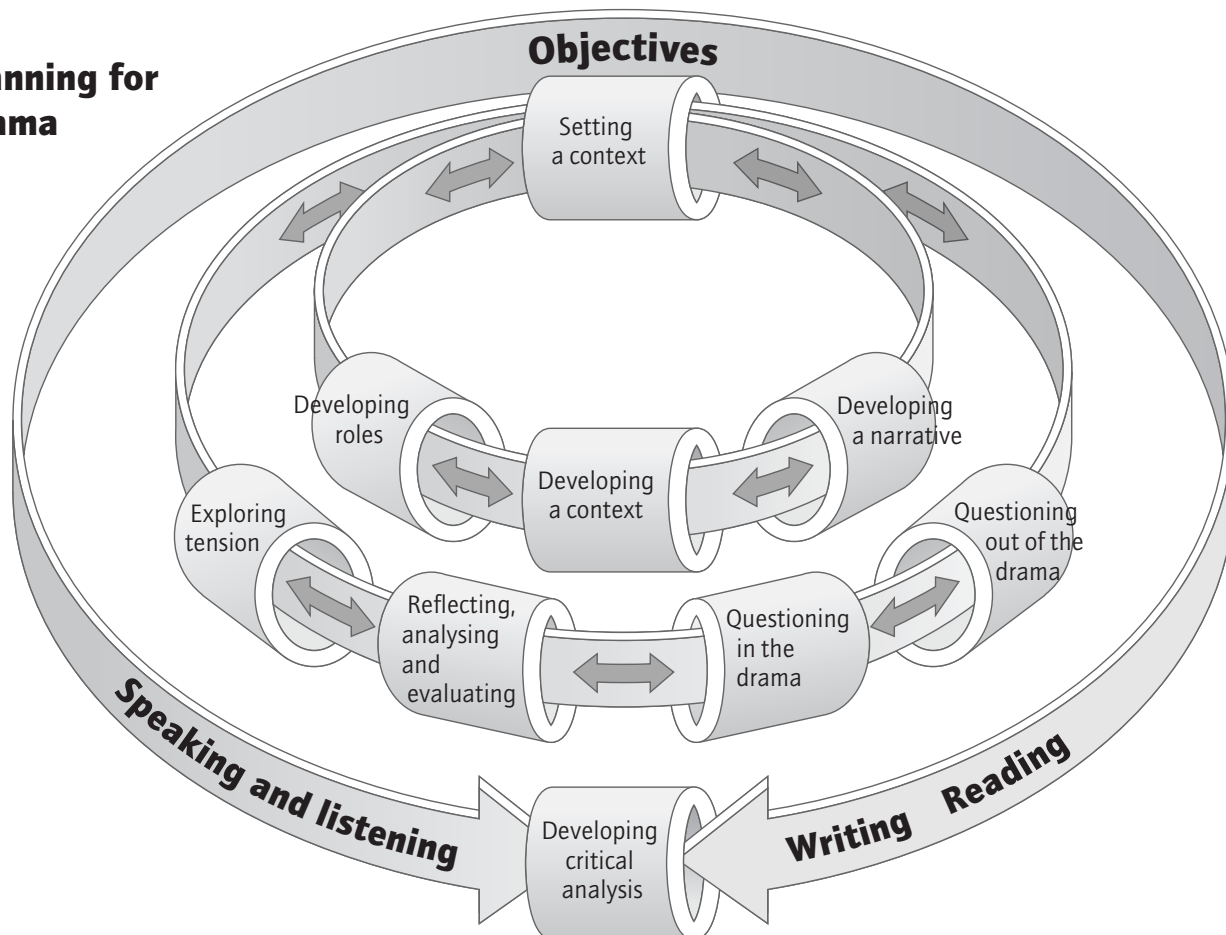 anning for
ama
Objectives
Setting
a context
Developing
roles
Developing
a narrative
Developing
a context
Exploring
tension
Questioning
out of the
drama
Reflecting,
analysing
and
evaluating
Questioning
in the
drama
Speaking and listening
Writing Reading
Developing
critical
analysis